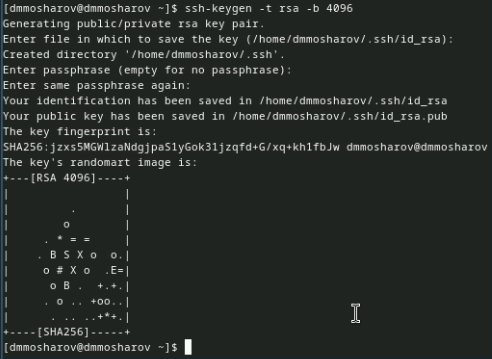 [dmmosharov@dmmosharov ~]$ ssh-keygen -t rsa -b 4096
Generating public/private rsa key pair.
Enter file in which to save the key (/home/dmmosharov/.ssh/id_rsa):
Created directory '/home/dmmosharov/.ssh'.
Enter passphrase (empty for no passphrase):
Enter same passphrase again:
Your identification has been saved in /home/dmmosharov/.ssh/id_rsa
Your public key has been saved in /home/dmmosharov/.ssh/id_rsa.pub
The key fingerprint is:
SHA256:jzxs5MGWlzaNdgjpaS1yGok31jzqfd+G/xq+kh1fbJw dmmosharov@dmmosharov
The key's randomart image is:
+---[RSA 4096]----+
|                 |
|         .       |
|        o        |
|     . * = =     |
|    . B S X o  o.|
|     o # X o  .E=|
|      o B .  +.+.|
|     . o .. +oo..|
|      . .. ..+*+.|
+----[SHA256]-----+
[dmmosharov@dmmosharov ~]$